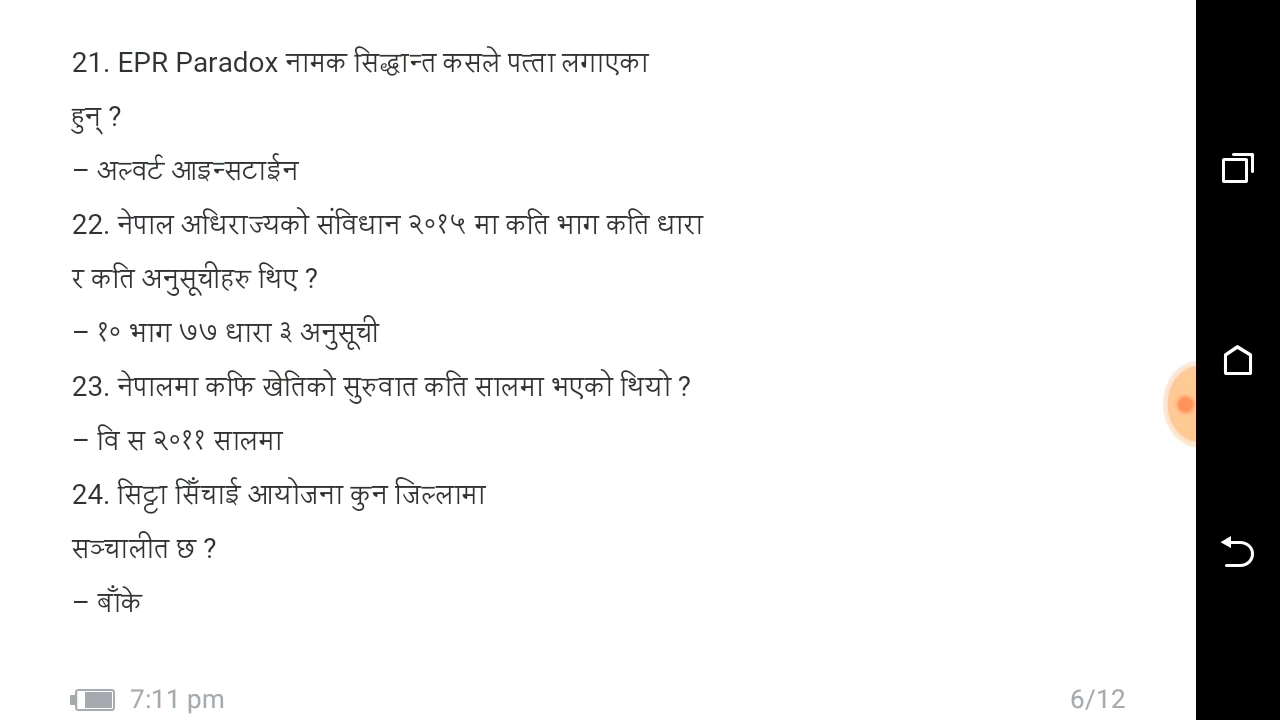 21. EPR Paradox नामक सिद्धान्त कसले पत्ता लगाएका
हुन् ?
– अल्वर्ट आइन्सटाईन
22. नेपाल अधिराज्यको संविधान २०१५ मा कति भाग कति धारा
र कति अनुसूचीहरु थिए ?
– १० भाग ७७ धारा ३ अनुसूची
23. नेपालमा कफि खेतिको सुरुवात कति सालमा भएको थियो ?
– वि स २०११ सालमा
24. सिट्टा सिँचाई आयोजना कुन जिल्लामा
सञ्चालीत छ ?
– बाँके
7:11 pm 6/12